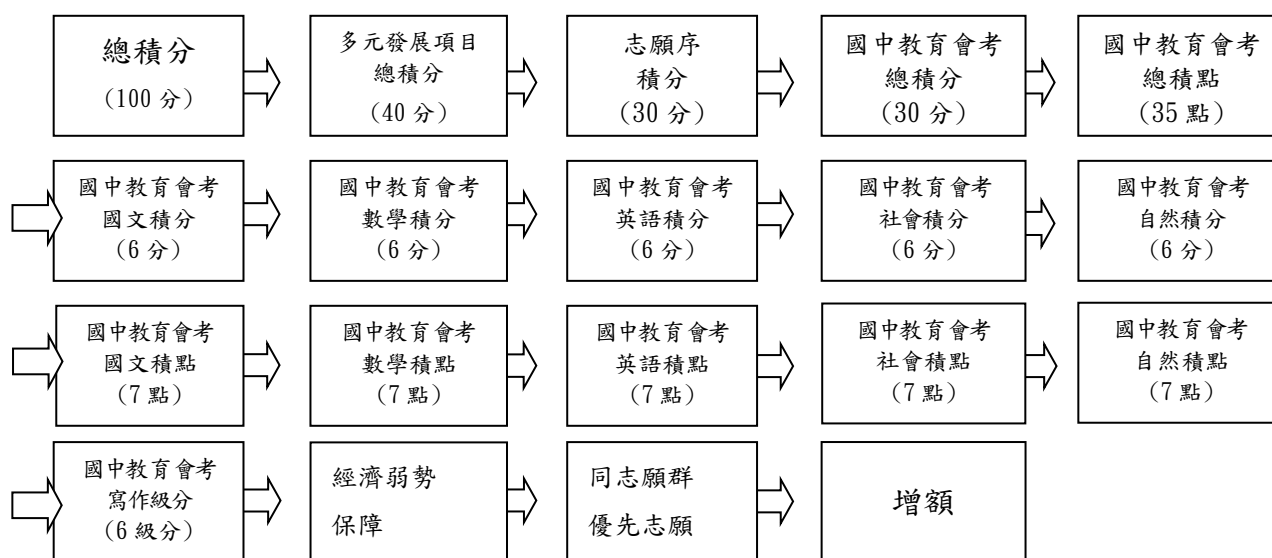 總積分
(100 分)
多元發展項目
總積分
(40 分)
志願序
積分
(30 分)
國中教育會考
總積分
(30 分)
國中教育會考
總積點
(35 點)
國中教育會考
國文積分
(6 分)
國中教育會考
數學積分
(6 分)
國中教育會考
英語積分
(6 分)
國中教育會考
社會積分
(6 分)
國中教育會考
自然積分
(6 分)
國中教育會考
國文積點
(7 點)
國中教育會考
數學積點
(7 點)
國中教育會考
英語積點
(7 點)
國中教育會考
社會積點
(7 點)
國中教育會考
自然積點
(7 點)
國中教育會考
寫作級分
(6 級分)
經濟弱勢
保障
同志願群
優先志願
增額